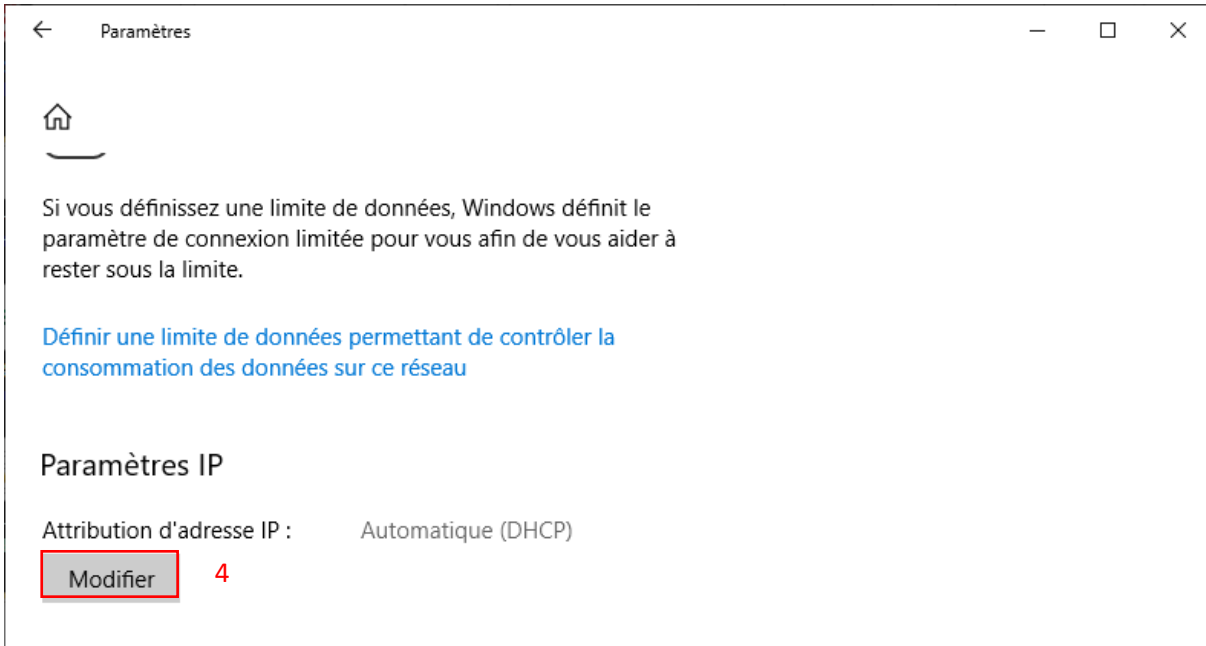 Paramètres
Si vous définissez une limite de données, Windows définit le
paramètre de connexion limitée pour vous afin de vous aider à
rester sous la limite.
Définir une limite de données permettant de contrôler la
consommation des données sur ce réseau
Paramètres IP
Attribution d'adresse IP : Automatique (DHCP)
Modifier 4